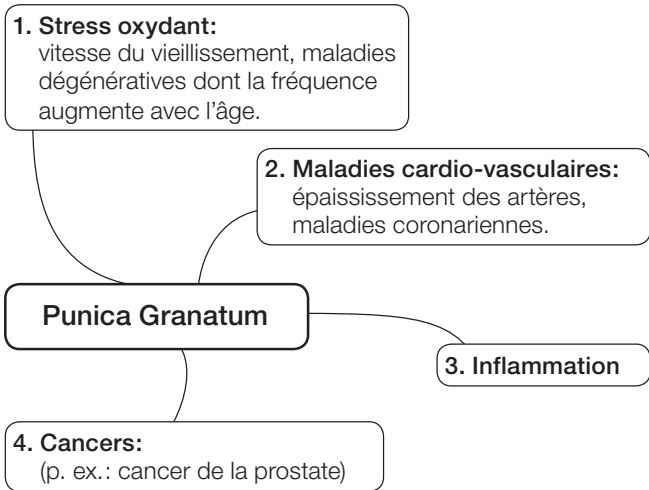 1. Stress oxydant:
vitesse du vieillissement, maladies
dégénératives dont la fréquence
augmente avec l'âge.
2. Maladies cardio-vasculaires:
épaississement des artères,
maladies coronariennes.
Punica Granatum
3. Inflammation
4. Cancers:
(p. ex.: cancer de la prostate)